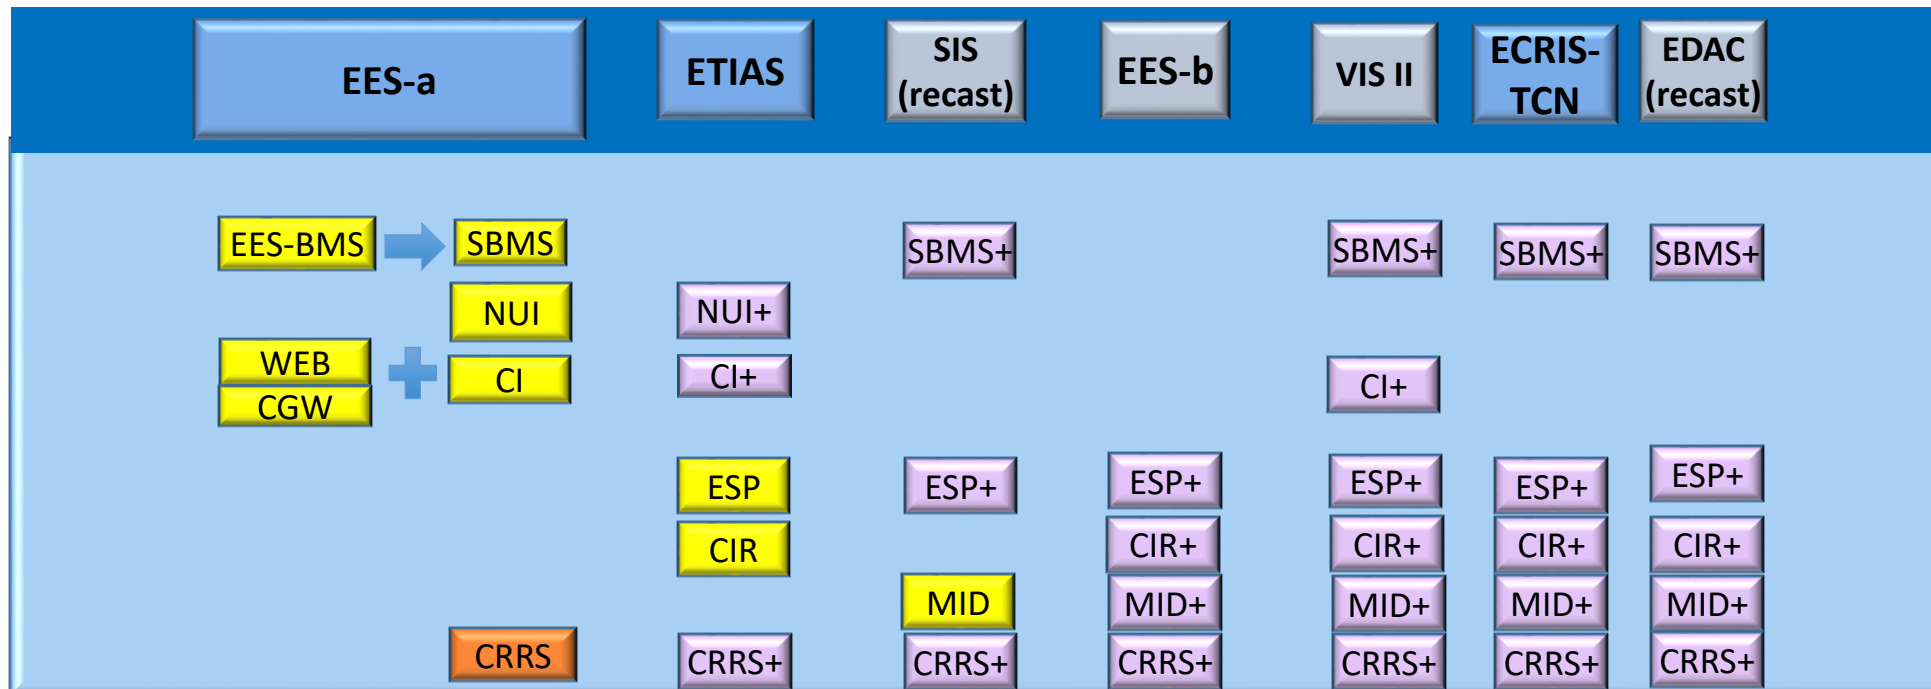 EES-a
ETIAS
SIS
(recast)
EES-b
VIS II
ECRIS-
TCN
EDAC
(recast)
EES-BMS
SBMS
SBMS+
SBMS+
SBMS+
SBMS+
NUI
NUI+
WEB
CGW
CI
CI+
CI+
ESP
ESP+
ESP+
ESP+
ESP+
ESP+
CIR
CIR+
CIR+
CIR+
CIR+
MID
MID+
MID+
MID+
MID+
CRRS
CRRS+
CRRS+
CRRS+
CRRS+
CRRS+
CRRS+